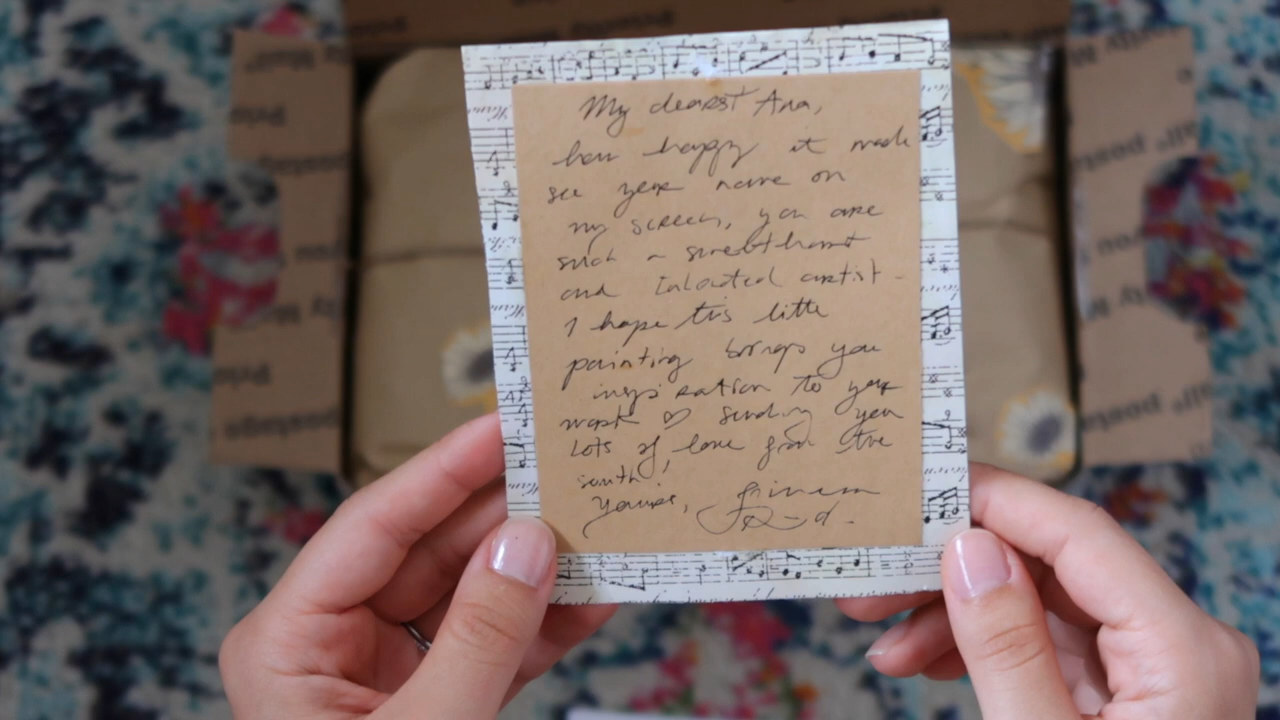 My dearest Ana,
how happy it made
see your name on
my screen, you are
such a sweetheart
and talented artist -
I hope this little
painting brings you
inspiration to your
work ♡ sending you
lots of love from the
south,
Yours,